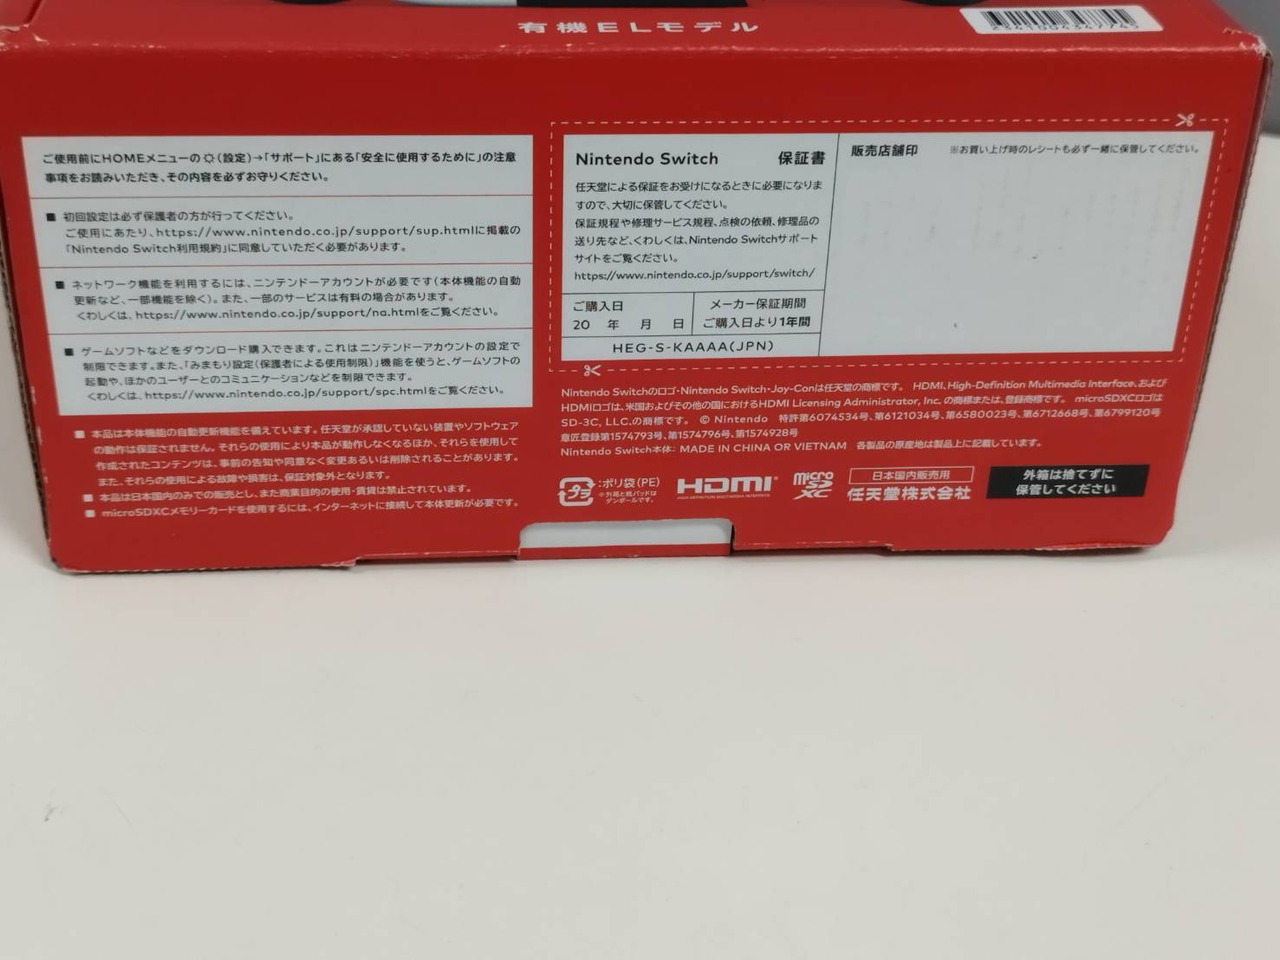 有機ELモデル
ご使用前にHOMEメニューの(設定)→「サポート」にある「安全に使用するために」の注意
事項をお読みいただき、その内容を必ずお守りください。
■ 初回設定は必ず保護者の方が行ってください。
ご使用にあたり、https://www.nintendo.co.jp/support/sup.htmlに掲載の
「Nintendo Switch利用規約」に同意していただく必要があります。
■ ネットワーク機能を利用するには、ニンテンドーアカウントが必要です(本体機能の自動
更新など、一部機能を除く)。また、一部のサービスは有料の場合があります。
くわしくは、https://www.nintendo.co.jp/support/na.htmlをご覧ください。
■ ゲームソフトなどをダウンロード購入できます。これはニンテンドーアカウントの設定で
制限できます。また、「みまもり設定(保護者による使用制限)」機能を使うと、ゲームソフトの
起動や、ほかのユーザーとのコミュニケーションなどを制限できます。
くわしくは、https://www.nintendo.co.jp/support/spc.htmlをご覧ください。
■ 本品は本体機能の自動更新機能を備えています。任天堂が承認していない装置やソフトウェア
の動作は保証されません。それらの使用により本品が動作しなくなるほか、それらを使用して
作成されたコンテンツは、事前の告知や同意なく変更あるいは削除されることがあります。
また、それらの使用による故障や損害は、保証対象外となります。
■ 本品は日本国内のみでの販売とし、また商業目的の使用・賃貸は禁止されています。
■ microSDXCメモリーカードを使用するには、インターネットに接続して本体更新が必要です。
Nintendo Switch 保証書
任天堂による保証をお受けになるときに必要になりま
すので、大切に保管してください。
保証規程や修理サービス規程、点検の依頼、修理品の
送り先など、くわしくは、Nintendo Switchサポート
サイトをご覧ください。
https://www.nintendo.co.jp/support/switch/
ご購入日
20 年 月 日
メーカー保証期間
ご購入日より1年間
HEG-S-KAAAA(JPN)
販売店舗印 ※お買い上げ時のレシートも必ず一緒に保管してください。
Nintendo Switchのロゴ・Nintendo Switch・Joy-Conは任天堂の商標です。 HDMI、High-Definition Multimedia Interface、および
HDMIロゴは、米国およびその他の国におけるHDMI Licensing Administrator, Inc. の商標または、登録商標です。 microSDXCロゴは
SD-3C, LLC.の商標です。 © Nintendo 特許第6074534号、第6121034号、第6580023号、第6712668号、第6799120号
意匠登録第1574793号、第1574796号、第1574928号
Nintendo Switch本体: MADE IN CHINA OR VIETNAM 各製品の原産地は製品上に記載しています。
プラ
:ポリ袋(PE)
HDMI
HIGH-DEFINITION MULTIMEDIA INTERFACE
micro
SD
XC
日本国内販売用
任天堂株式会社
外箱は捨てずに
保管してください